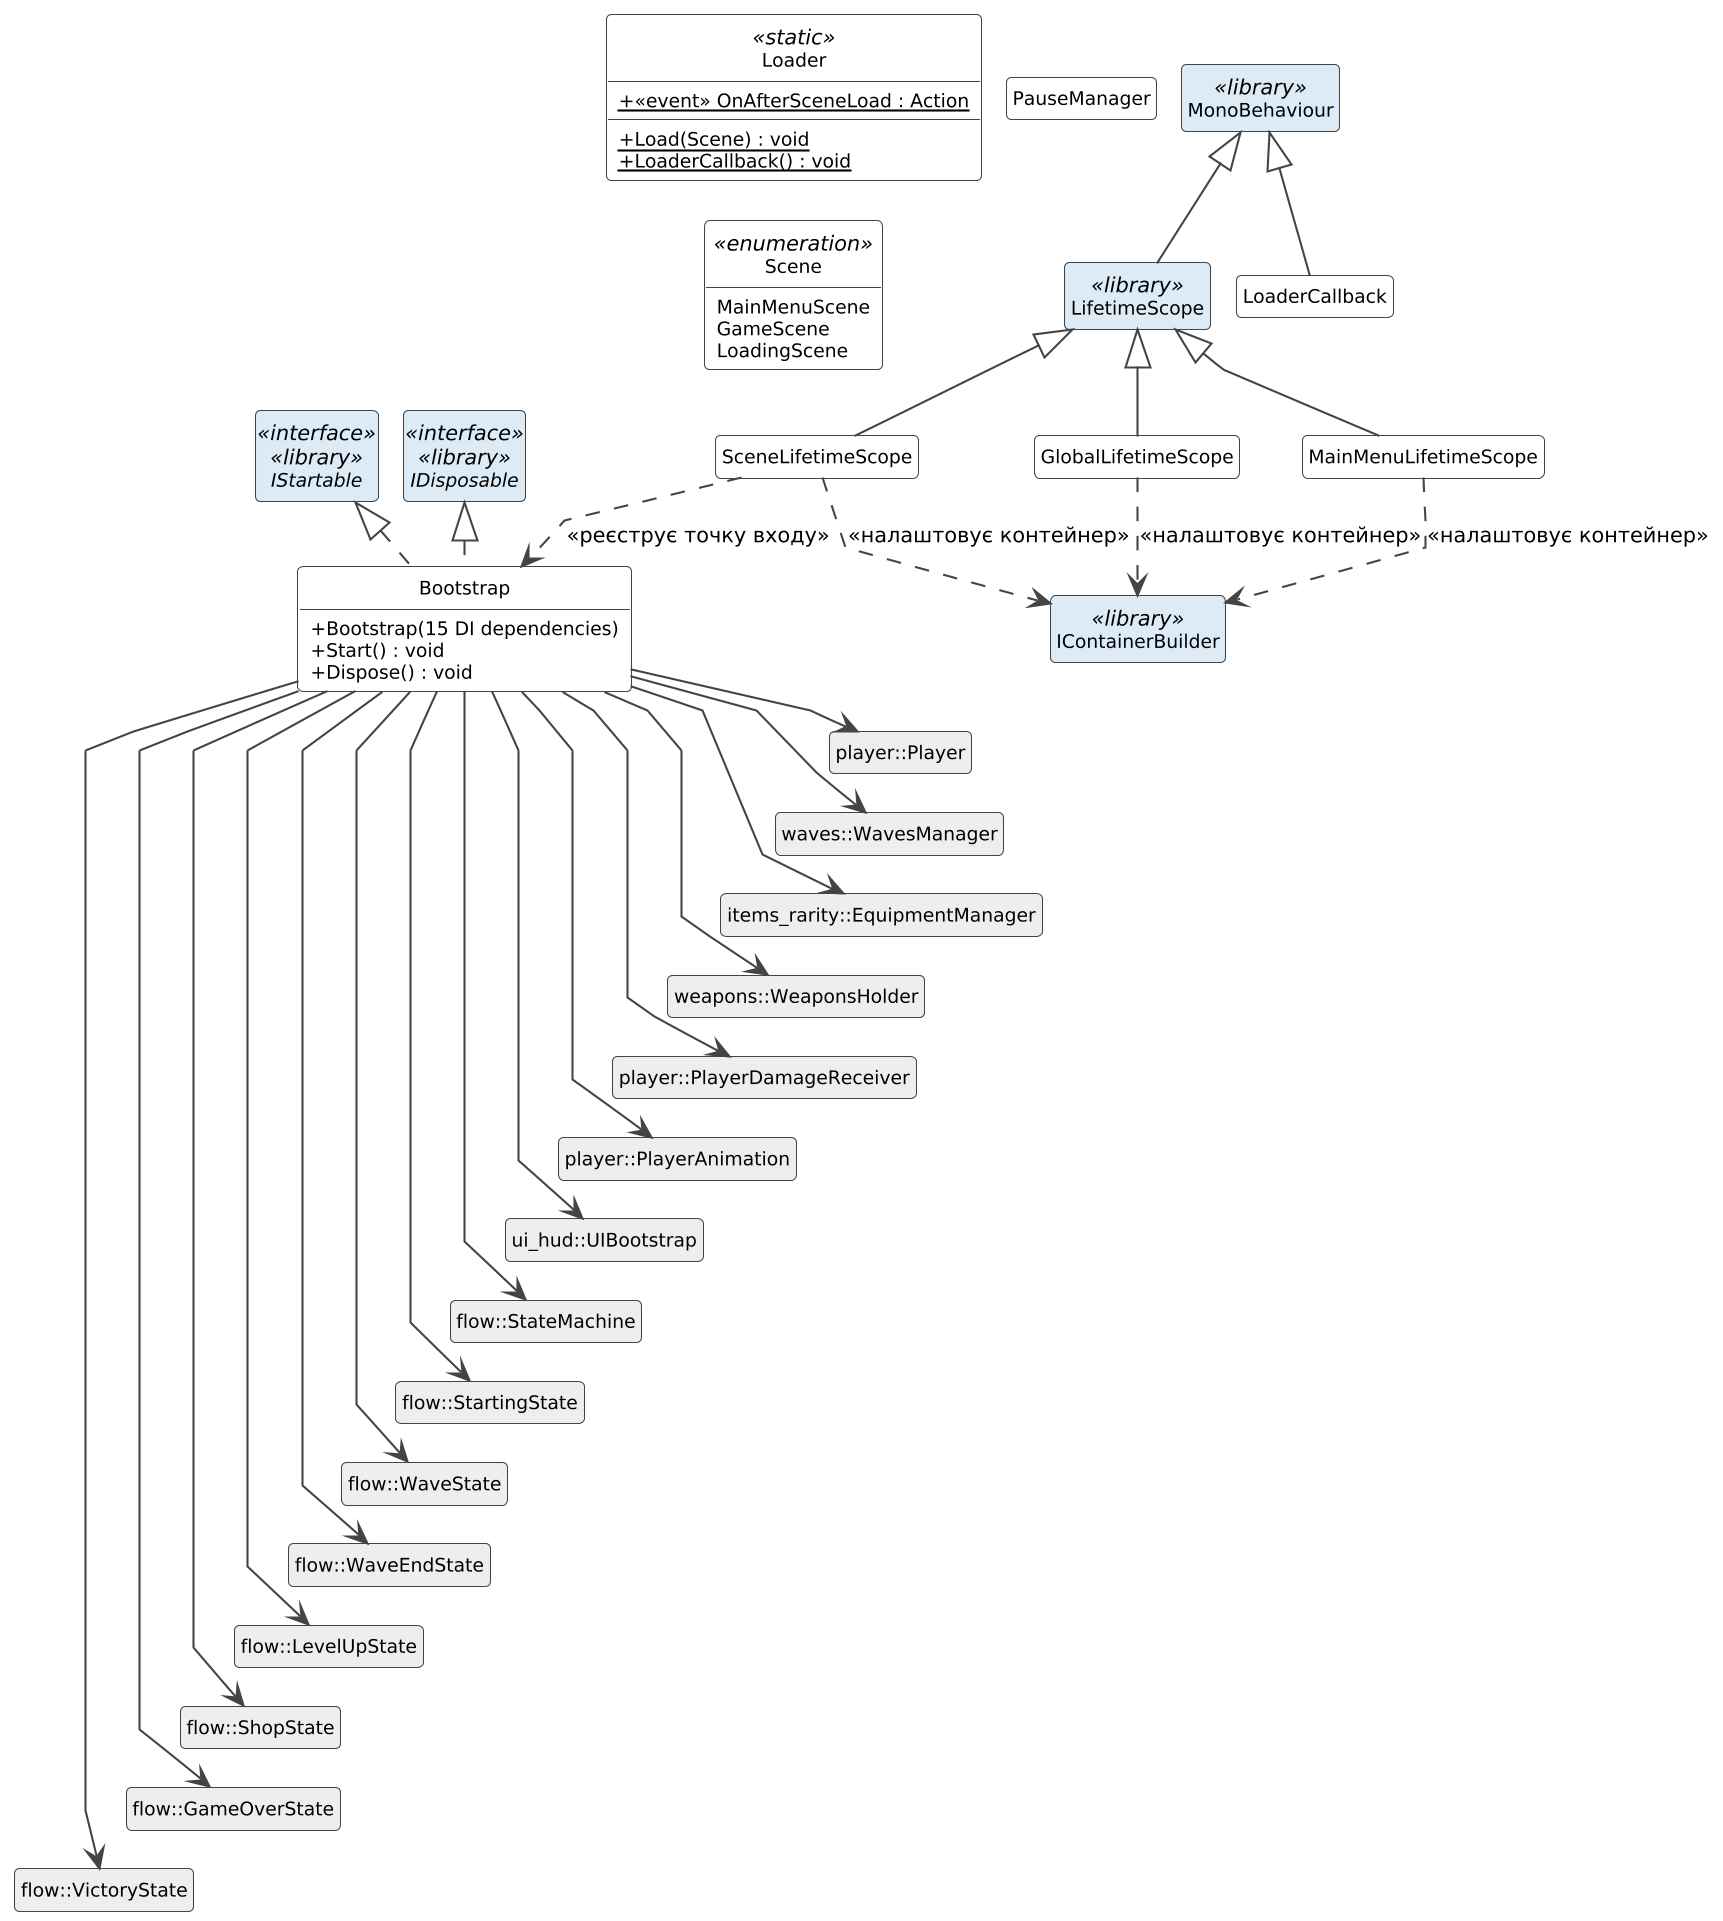 «static»
Loader
+«event» OnAfterSceneLoad : Action
+Load(Scene) : void
+LoaderCallback() : void
PauseManager
«library»
MonoBehaviour
«enumeration»
Scene
MainMenuScene
GameScene
LoadingScene
«library»
LifetimeScope
LoaderCallback
«interface»
«library»
IStartable
«interface»
«library»
IDisposable
SceneLifetimeScope
GlobalLifetimeScope
MainMenuLifetimeScope
«реєструє точку входу»
«налаштовує контейнер»
«налаштовує контейнер»
«налаштовує контейнер»
Bootstrap
+Bootstrap(15 DI dependencies)
+Start() : void
+Dispose() : void
«library»
IContainerBuilder
player::Player
waves::WavesManager
items_rarity::EquipmentManager
weapons::WeaponsHolder
player::PlayerDamageReceiver
player::PlayerAnimation
ui_hud::UIBootstrap
flow::StateMachine
flow::StartingState
flow::WaveState
flow::WaveEndState
flow::LevelUpState
flow::ShopState
flow::GameOverState
flow::VictoryState